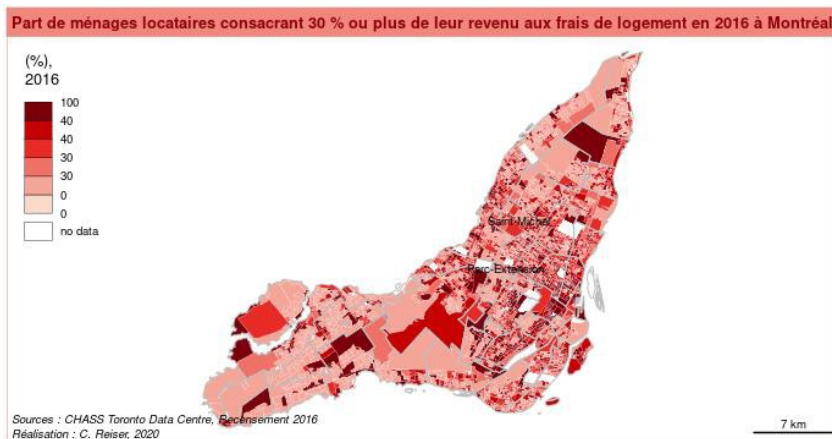 Part de ménages locataires consacrant 30 % ou plus de leur revenu aux frais de logement en 2016 à Montréal
(%),
2016
100
40
40
30
30
0
0
no data
Saint-Michel
Parc-Extension
Sources : CHASS Toronto Data Centre, Recensement 2016
Réalisation : C. Reiser, 2020
7 km